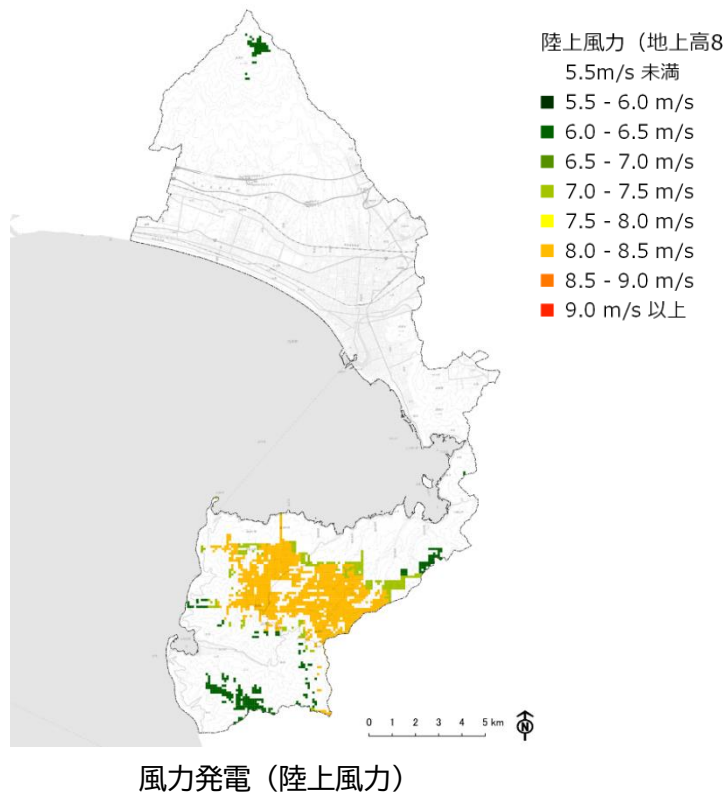 陸上風力（地上高8
5.5m/s 未満
5.5 - 6.0 m/s
6.0 - 6.5 m/s
6.5 - 7.0 m/s
7.0 - 7.5 m/s
7.5 - 8.0 m/s
8.0 - 8.5 m/s
8.5 - 9.0 m/s
9.0 m/s 以上
0 1 2 3 4 5 km
N
風力発電（陸上風力）